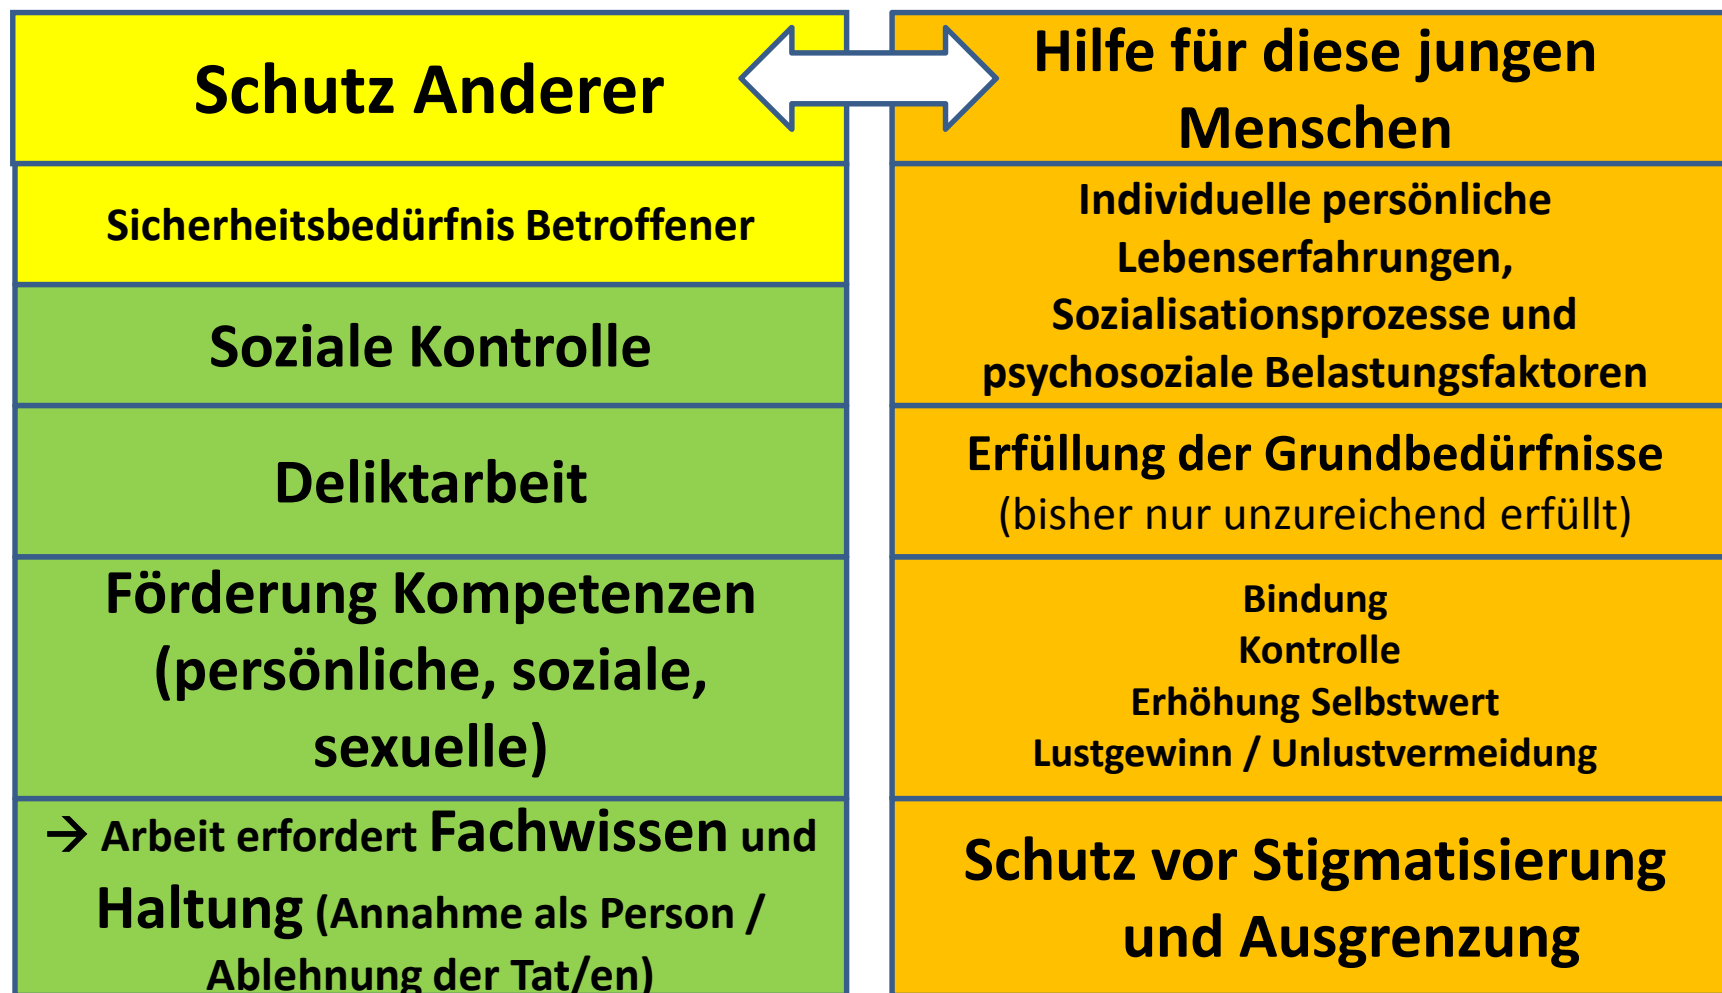 Schutz Anderer
Sicherheitsbedürfnis Betroffener
Soziale Kontrolle
Deliktarbeit
Förderung Kompetenzen
(persönliche, soziale,
sexuelle)
→ Arbeit erfordert Fachwissen und
Haltung (Annahme als Person /
Ablehnung der Tat/en)
Hilfe für diese jungen
Menschen
Individuelle persönliche
Lebenserfahrungen,
Sozialisationsprozesse und
psychosoziale Belastungsfaktoren
Erfüllung der Grundbedürfnisse
(bisher nur unzureichend erfüllt)
Bindung
Kontrolle
Erhöhung Selbstwert
Lustgewinn / Unlustvermeidung
Schutz vor Stigmatisierung
und Ausgrenzung